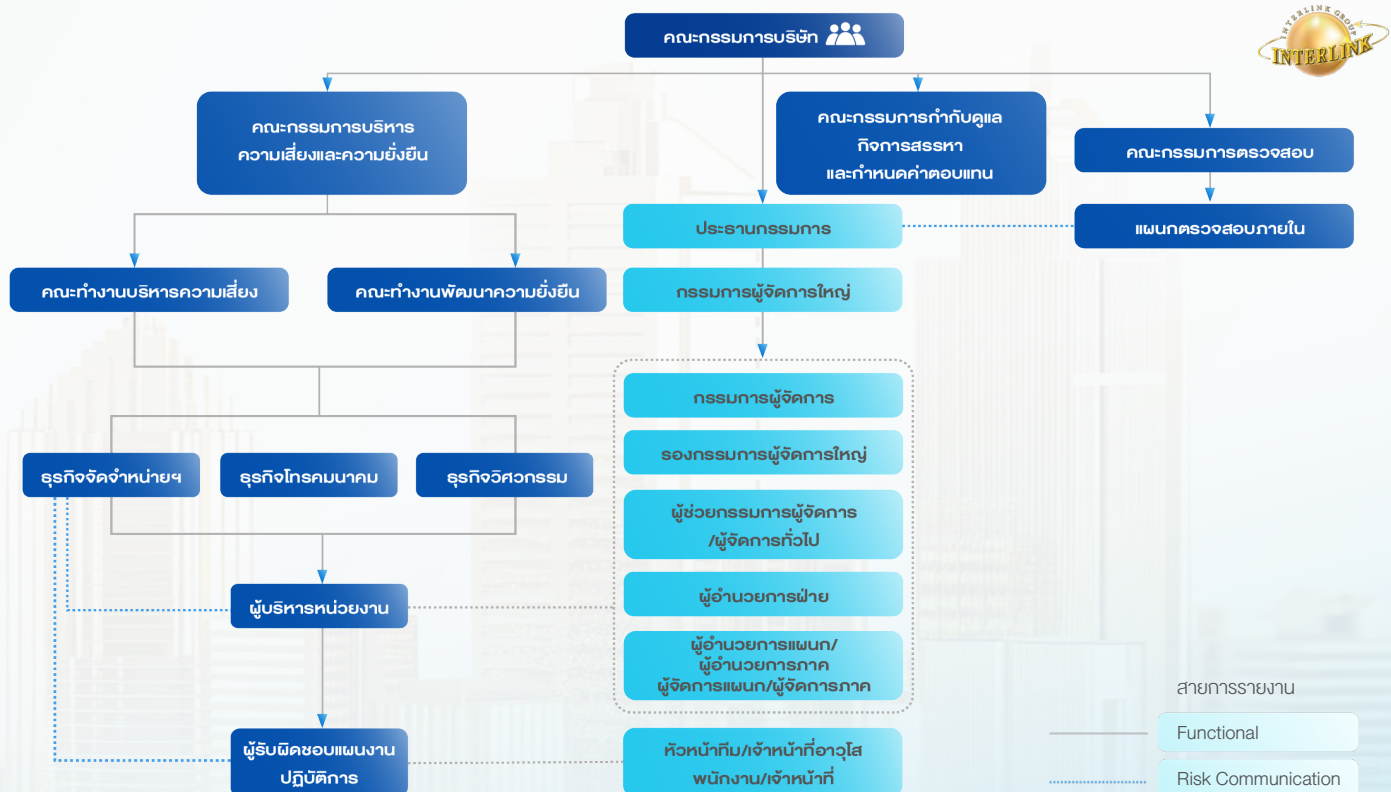 คณะกรรมการบริษัท
INTERLINK GROUP
INTERLINK
คณะกรรมการบริหาร
ความเสี่ยงและความยั่งยืน
คณะกรรมการกำกับดูแล
กิจการสรรหา
และกำหนดค่าตอบแทน
คณะกรรมการตรวจสอบ
ประธานกรรมการ
แผนกตรวจสอบภายใน
คณะทำงานบริหารความเสี่ยง
คณะทำงานพัฒนาความยั่งยืน
กรรมการผู้จัดการใหญ่
กรรมการผู้จัดการ
รองกรรมการผู้จัดการใหญ่
ธุรกิจจัดจำหน่ายฯ
ธุรกิจโทรคมนาคม
ธุรกิจวิศวกรรม
ผู้ช่วยกรรมการผู้จัดการ
/ผู้จัดการทั่วไป
ผู้บริหารหน่วยงาน
ผู้อำนวยการฝ่าย
ผู้อำนวยการแผนก/
ผู้อำนวยการภาค
ผู้จัดการแผนก/ผู้จัดการภาค
ผู้รับผิดชอบแผนงาน
ปฏิบัติการ
หัวหน้าทีม/เจ้าหน้าที่อาวุโส
พนักงาน/เจ้าหน้าที่
สายการรายงาน
Functional
Risk Communication